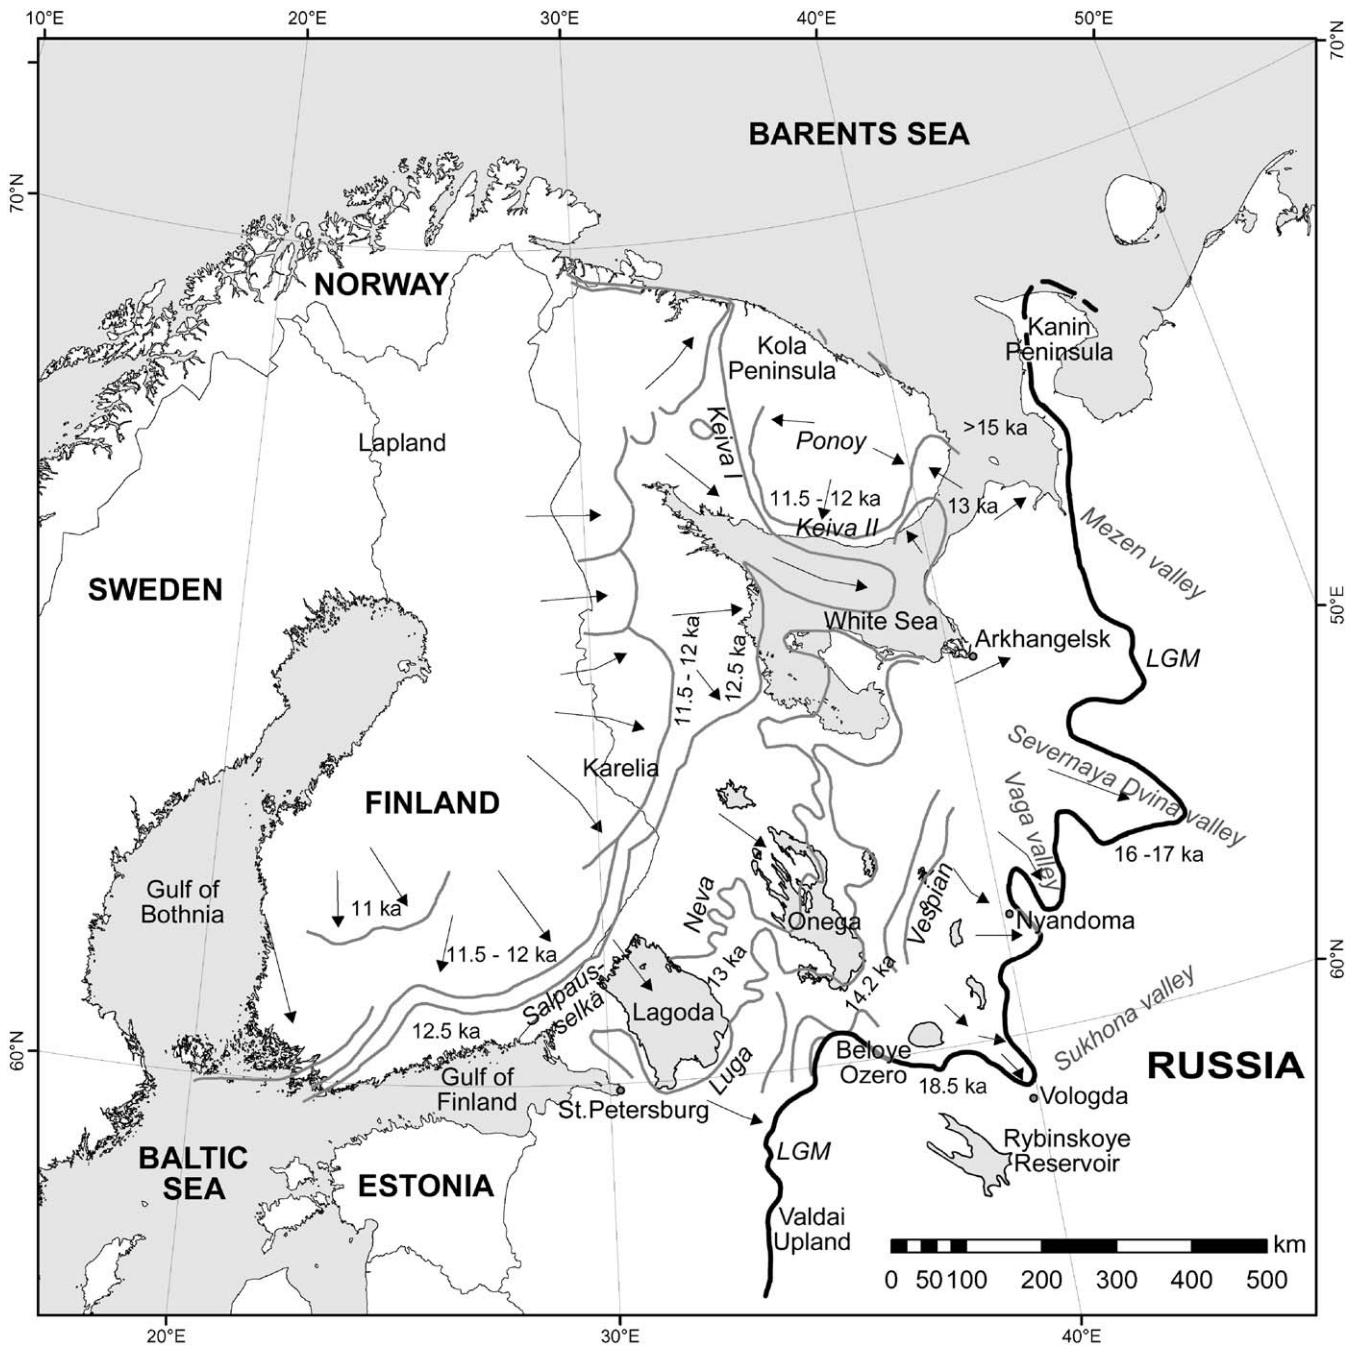 10°E
20°E
30°E
40°E
50°E
70°N
70°N
BARENTS SEA
NORWAY
Kanin
Peninsula
Kola
Peninsula
Lapland
Keiva I
Ponoy
>15 ka
11.5 - 12 ka
13 ka
Keiva II
Mezen valley
SWEDEN
50°E
White Sea
Arkhangelsk
LGM
11.5 - 12 ka
12.5 ka
Karelia
Severnaya Dvina valley
Vaga valley
FINLAND
16 -17 ka
Gulf of
Bothnia
11 ka
Neva
Onega
Vespian
Nyandoma
11.5 - 12 ka
13 ka
14.2 ka
60°N
Salpaus-
selkä
Lagoda
12.5 ka
Sukhona valley
60°N
Gulf of
Finland
Luga
Beloye
Ozero
18.5 ka
RUSSIA
St.Petersburg
Vologda
BALTIC
SEA
ESTONIA
LGM
Rybinskoye
Reservoir
Valdai
Upland
km
0 50 100 200 300 400 500
20°E
30°E
40°E